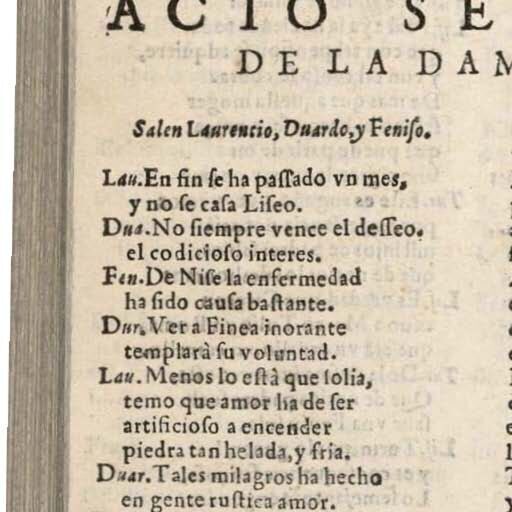 ACTO SE
DE LA DAM
Salen Laurencio, Duardo, y Feniso.
Lau. En fin se ha passado vn mes,
y no se casa Liseo.
Dua. No siempre vence el desseo.
el codicioso interes.
Fen. De Nise la enfermedad
ha sido causa bastante.
Dur. Ver a Finea inorante
templarà su voluntad.
Lau. Menos lo està que solia,
temo que amor ha de ser
artificioso a encender
piedra tan helada, y fria.
Duar. Tales milagros ha hecho
en gente rustica amor.